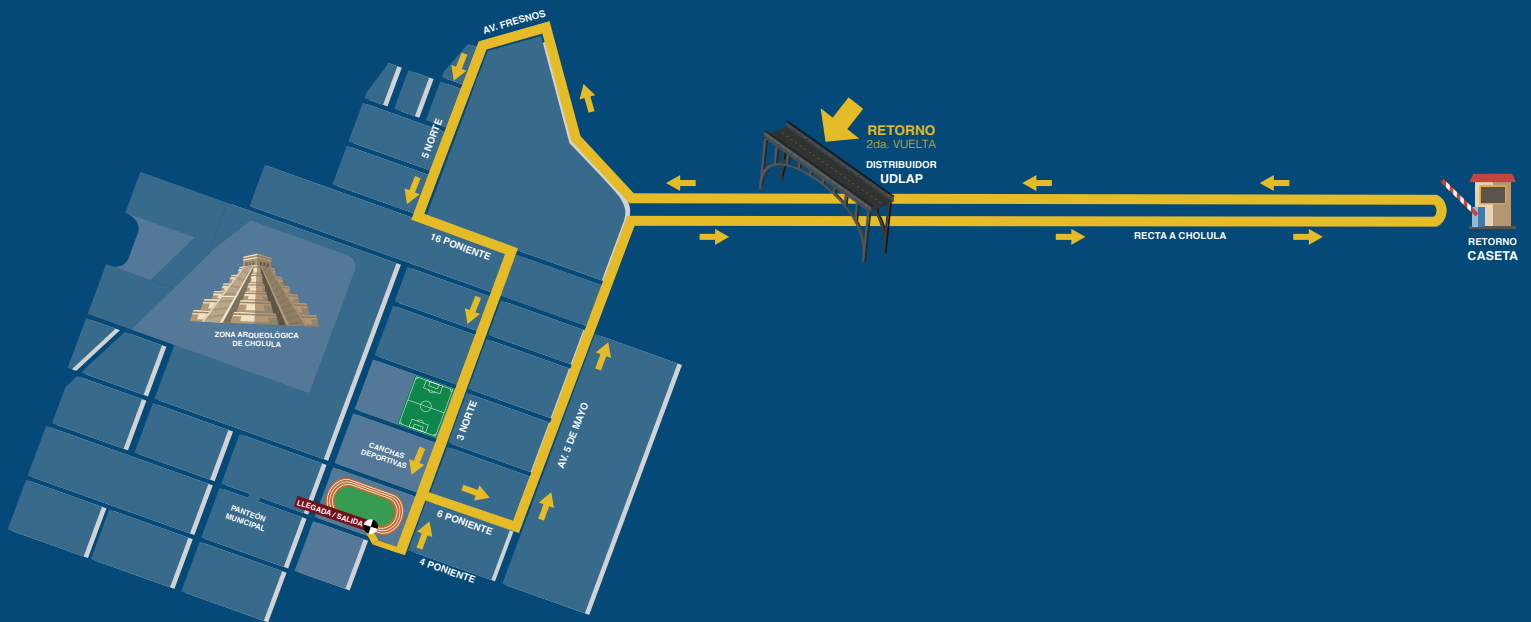 AV. FRESNOS
5 NORTE
RETORNO
2da. VUELTA
DISTRIBUIDOR
UDLAP
16 PONIENTE
RECTA A CHOLULA
RETORNO
CASETA
ZONA ARQUEOLÓGICA
DE CHOLULA
3 NORTE
AV. 5 DE MAYO
CANCHAS
DEPORTIVAS
LLEGADA / SALIDA
PANTEÓN
MUNICIPAL
6 PONIENTE
4 PONIENTE